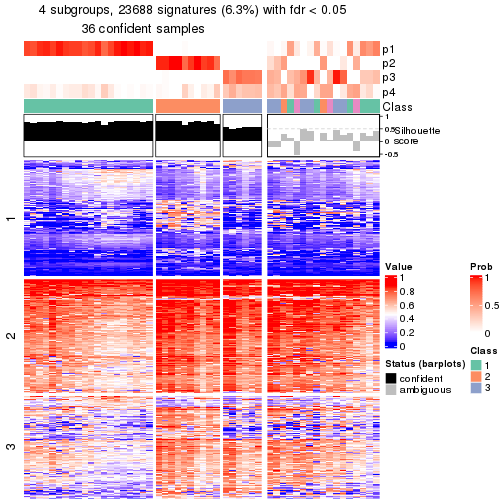 4 subgroups, 23688 signatures (6.3%) with fdr < 0.05
36 confident samples
p1
p2
p3
p4
Class
1
0.5
Silhouette
0
score
-0.5
1
2
3
Value
1
0.8
0.6
0.4
0.2
0
Prob
1
0.5
0
Status (barplots)
confident
ambiguous
Class
1
2
3